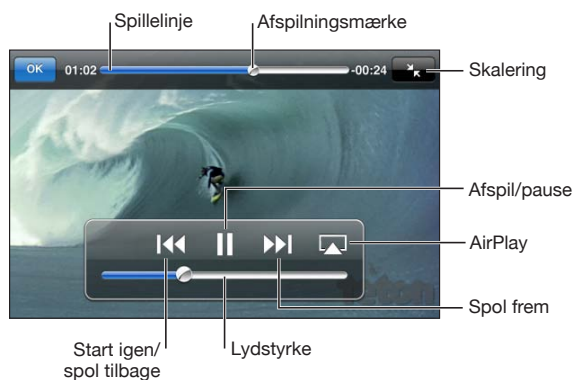 Spillelinje
Afspilningsmærke
OK
01:02
-00:24
Skalering
Afspil/pause
AirPlay
Spol frem
Start igen/
spol tilbage
Lydstyrke